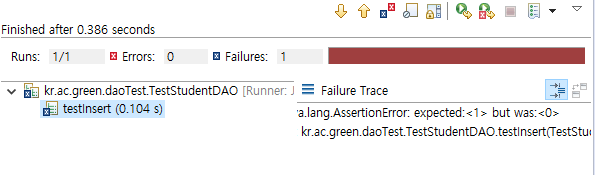 Finished after 0.386 seconds
Runs: 1/1 Errors: 0 Failures: 1
kr.ac.green.daoTest.TestStudentDAO [Runner: J
testInsert (0.104 s)
Failure Trace
va.lang.AssertionError: expected:<1> but was:<0>
kr.ac.green.daoTest.TestStudentDAO.testInsert(TestStu